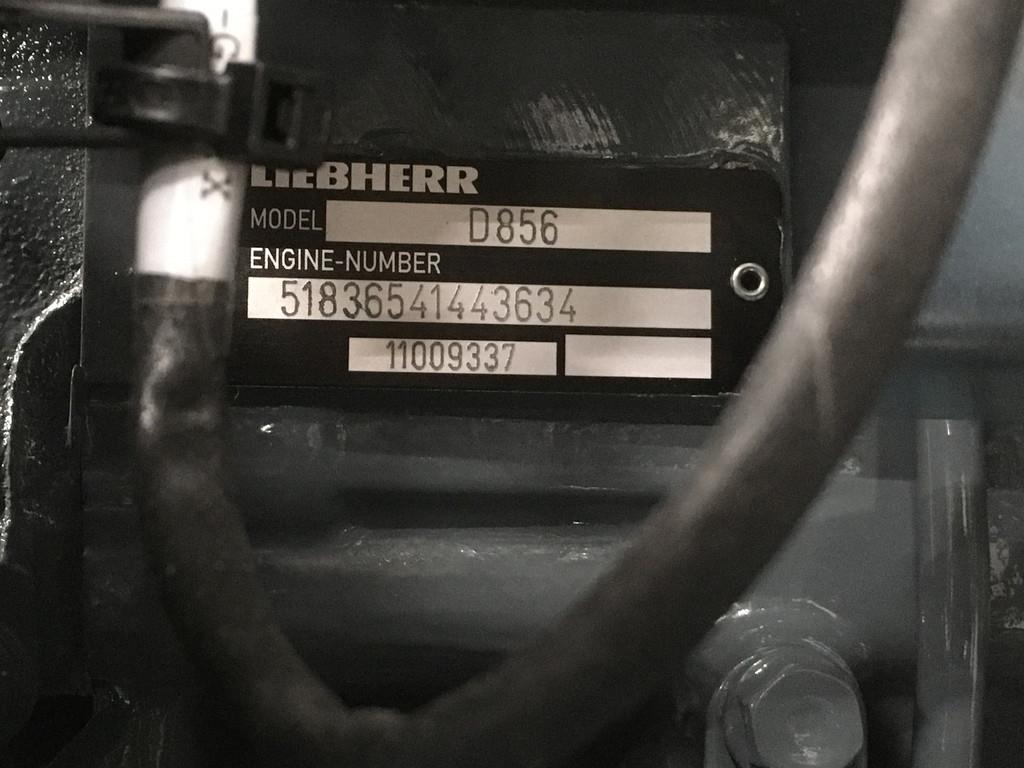 LIEBHERR
MODEL D856
ENGINE-NUMBER
51836541443634
11009337